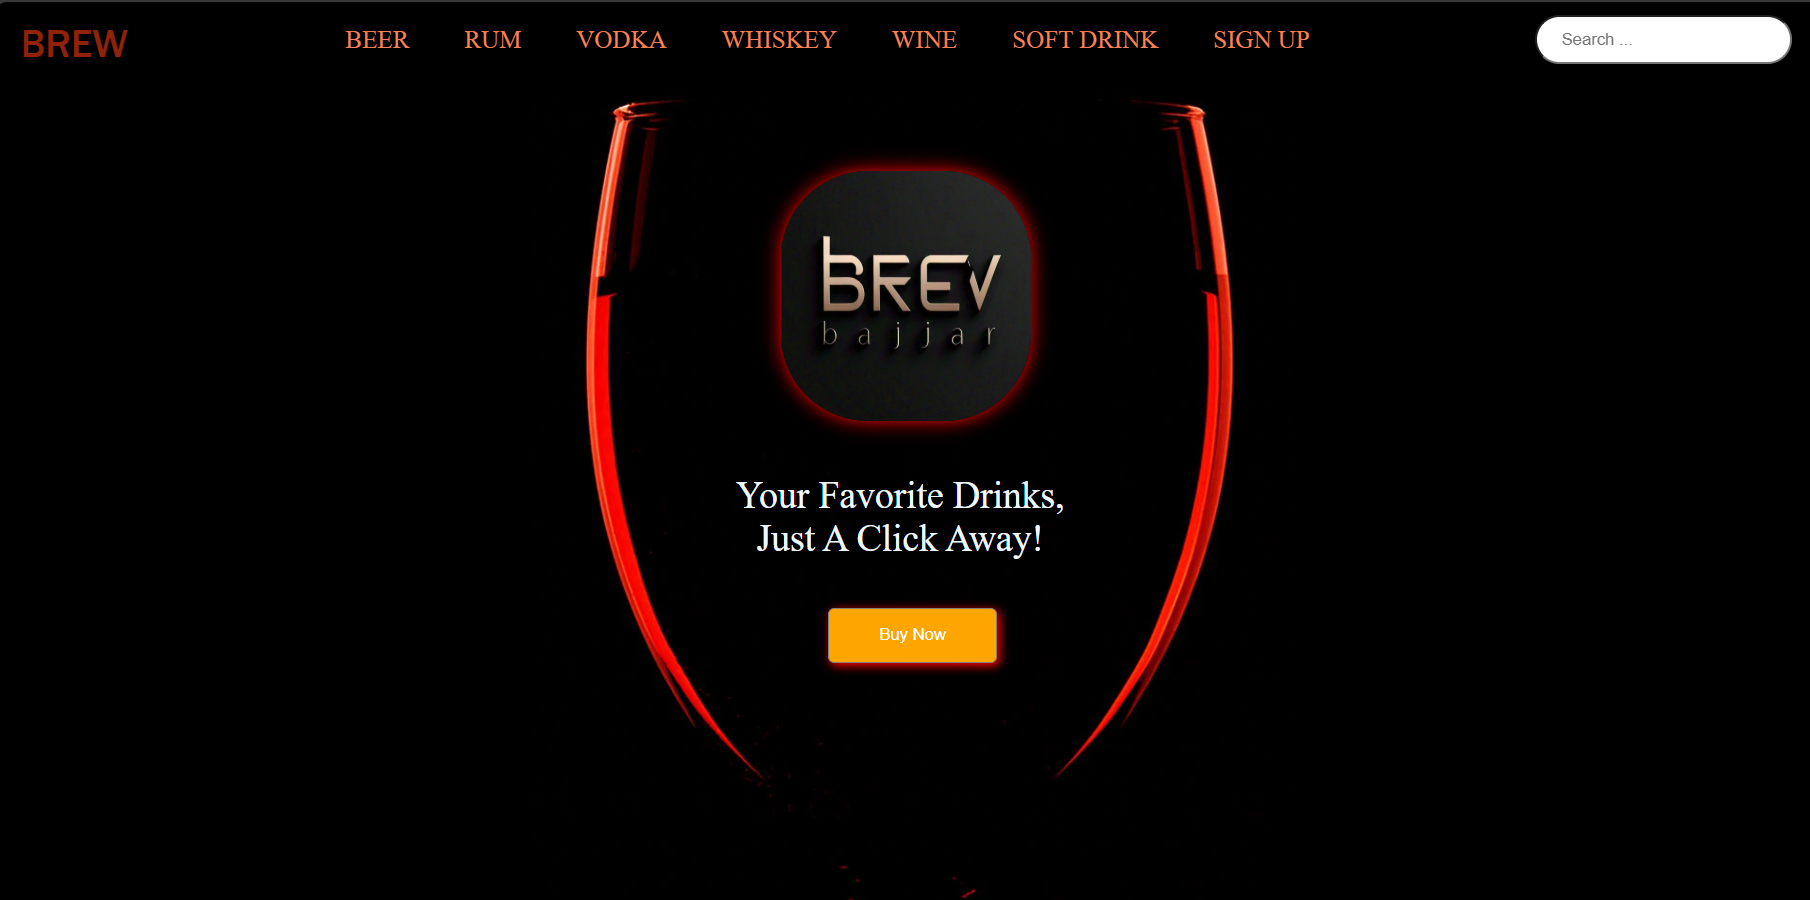 BREW
BEER RUM VODKA WHISKEY WINE SOFT DRINK SIGN UP
Search ...
BREV
bajjar
Your Favorite Drinks,
Just A Click Away!
Buy Now